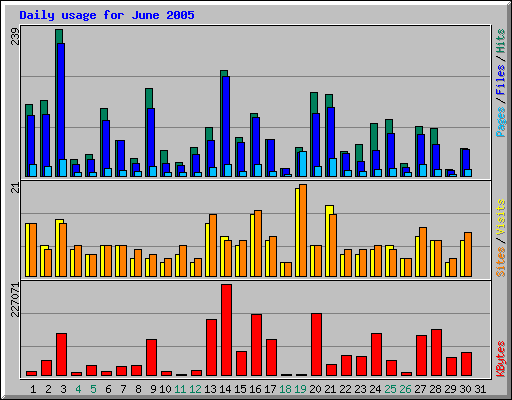 Daily usage for June 2005
239
Pages / Files / Hits
21
Sites / Visits
227071
KBytes
1 2 3 4 5 6 7 8 9 10 11 12 13 14 15 16 17 18 19 20 21 22 23 24 25 26 27 28 29 30 31